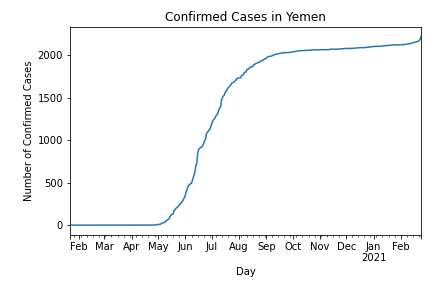 Confirmed Cases in Yemen
Number of Confirmed Cases
2000
1500
1000
500
0
Feb Mar Apr May Jun Jul Aug Sep Oct Nov Dec Jan Feb
2021
Day